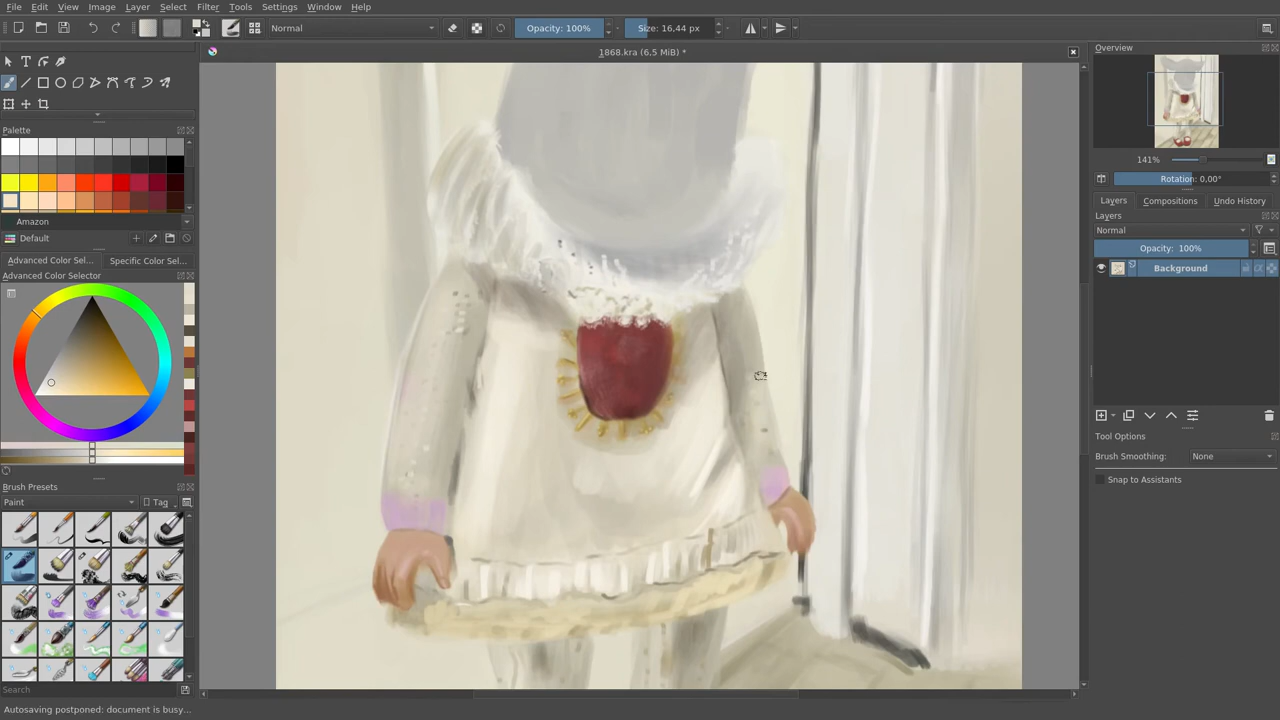 File Edit View Image Layer Select Filter Tools Settings Window Help
Normal
Opacity: 100%
Size: 16,44 px
1868.kra (6,5 MiB) *
Overview
141%
Rotation: 0,00°
Layers Compositions Undo History
Layers
Normal
Opacity: 100%
Background
Tool Options
Brush Smoothing: None
Snap to Assistants
Palette
Amazon
Default
Advanced Color Sel... Specific Color Sel...
Advanced Color Selector
Brush Presets
Paint
Tag
Search
Autosaving postponed: document is busy...